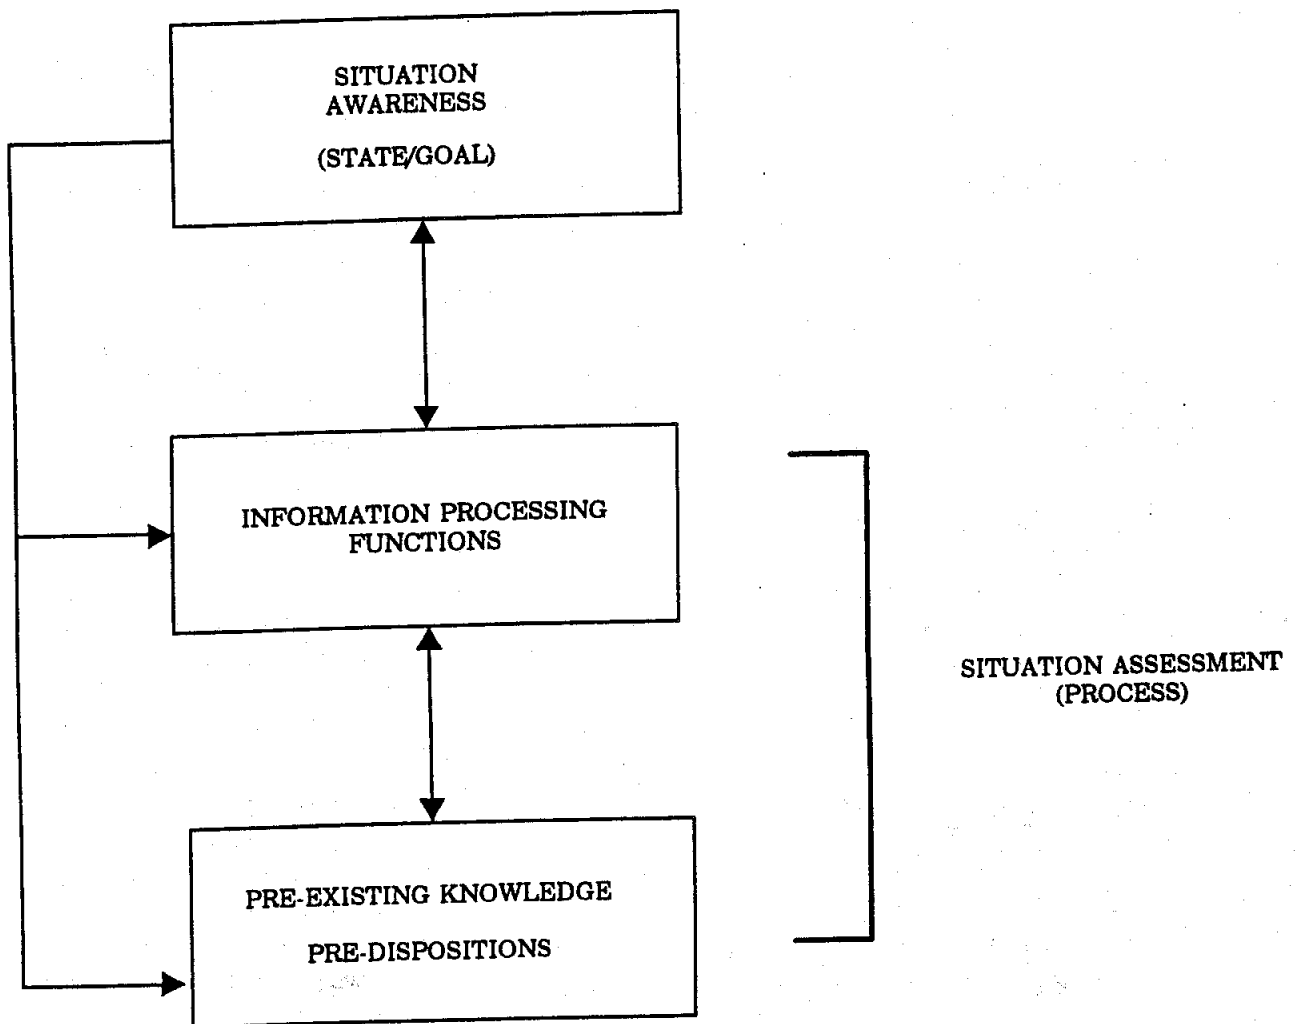 SITUATION
AWARENESS
(STATE/GOAL)
INFORMATION PROCESSING
FUNCTIONS
SITUATION ASSESSMENT
(PROCESS)
PRE-EXISTING KNOWLEDGE
PRE-DISPOSITIONS